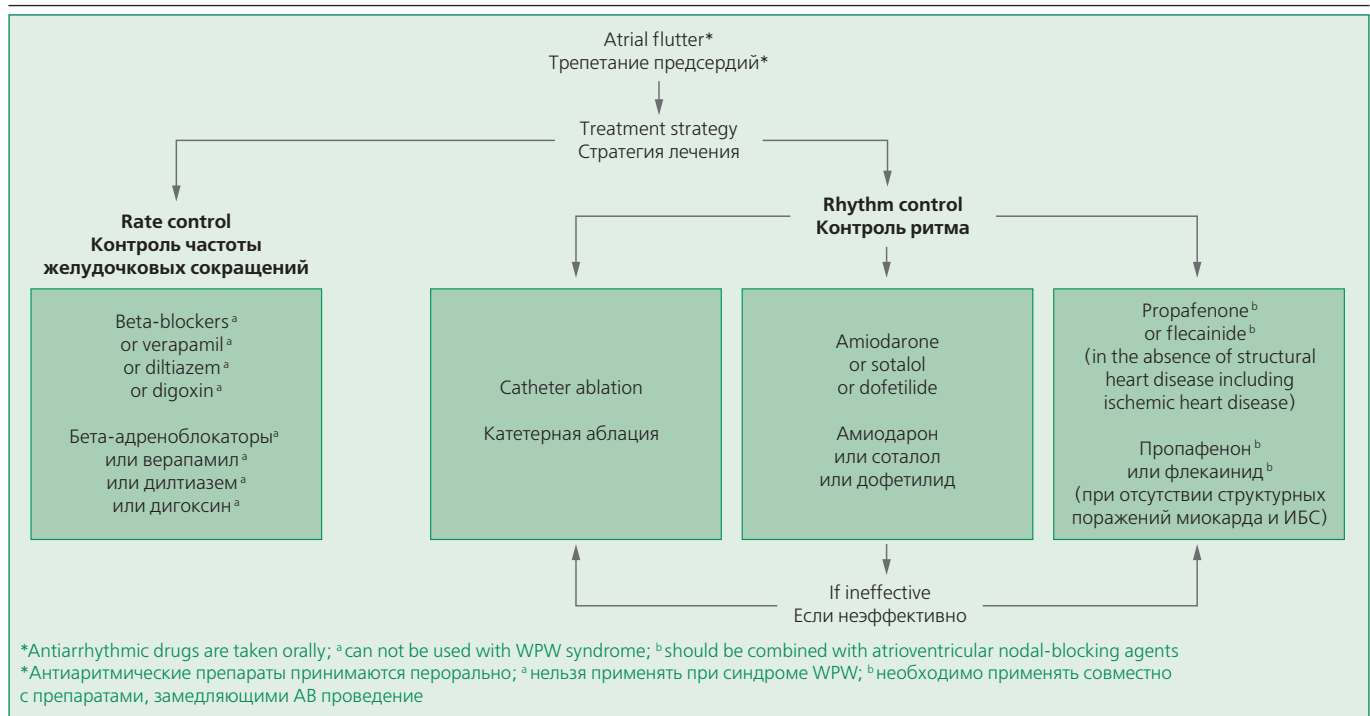 Atrial flutter*
Трепетание предсердий*
Treatment strategy
Стратегия лечения
Rate control
Контроль частоты
желудочковых сокращений
Rhythm control
Контроль ритма
Beta-blockers ᵃ
or verapamil ᵃ
or diltiazem ᵃ
or digoxin ᵃ
Бета-адреноблокаторыᵃ
или верапамил ᵃ
или дилтиазем ᵃ
или дигоксин ᵃ
Catheter ablation
Катетерная аблация
Amiodarone
or sotalol
or dofetilide
Амиодарон
или соталол
или дофетилид
Propafenone ᵇ
or flecainide ᵇ
(in the absence of structural
heart disease including
ischemic heart disease)
Пропафенон ᵇ
или флекаинид ᵇ
(при отсутствии структурных
поражений миокарда и ИБС)
If ineffective
Если неэффективно
*Antiarrhythmic drugs are taken orally; ᵃ can not be used with WPW syndrome; ᵇ should be combined with atrioventricular nodal-blocking agents
*Антиаритмические препараты принимаются перорально; ᵃ нельзя применять при синдроме WPW; ᵇ необходимо применять совместно
с препаратами, замедляющими АВ проведение